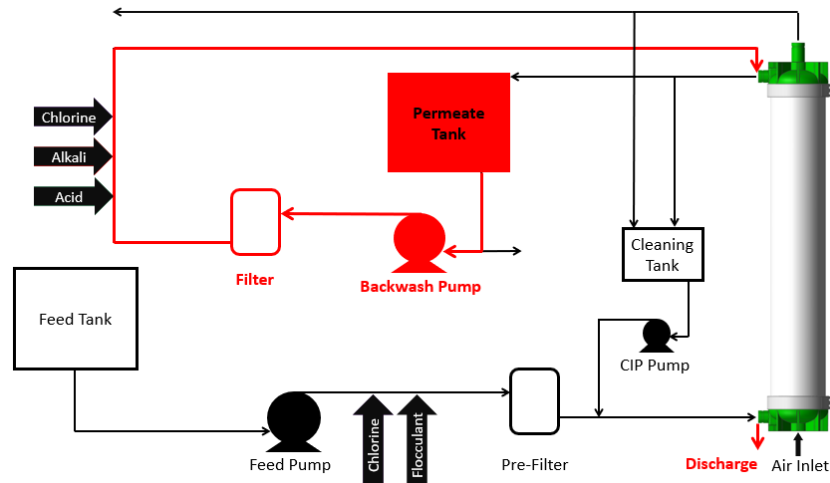 Chlorine
Alkali
Acid
Permeate
Tank
Filter
Backwash Pump
Cleaning
Tank
Feed Tank
CIP Pump
Feed Pump
Chlorine
Flocculant
Pre-Filter
Discharge
Air Inlet